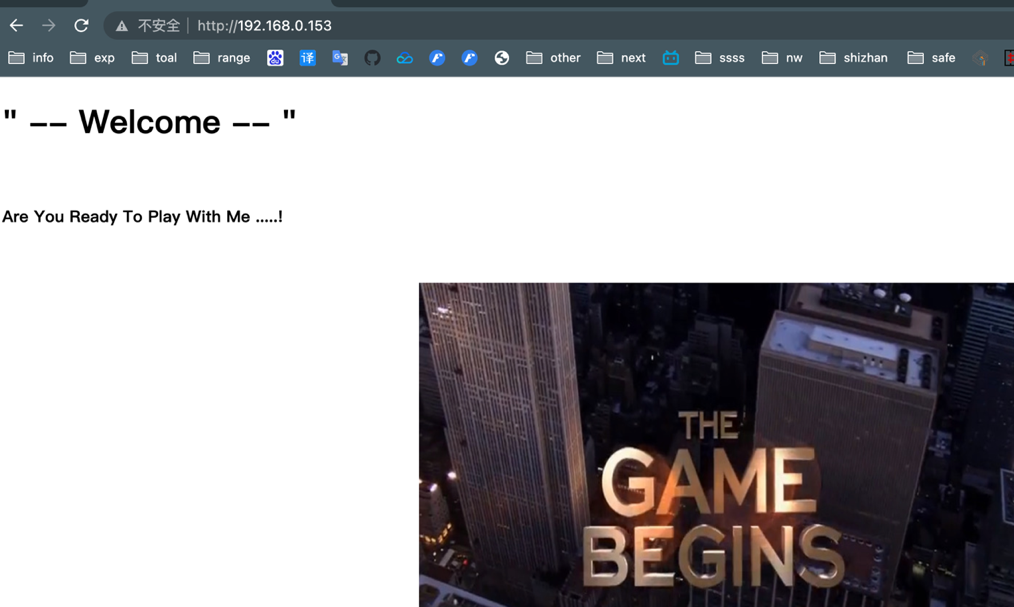 不安全 | http://192.168.0.153
info exp toal range 译 other next ssss nw shizhan safe
" -- Welcome -- "
Are You Ready To Play With Me .....!
THE
GAME
BEGINS